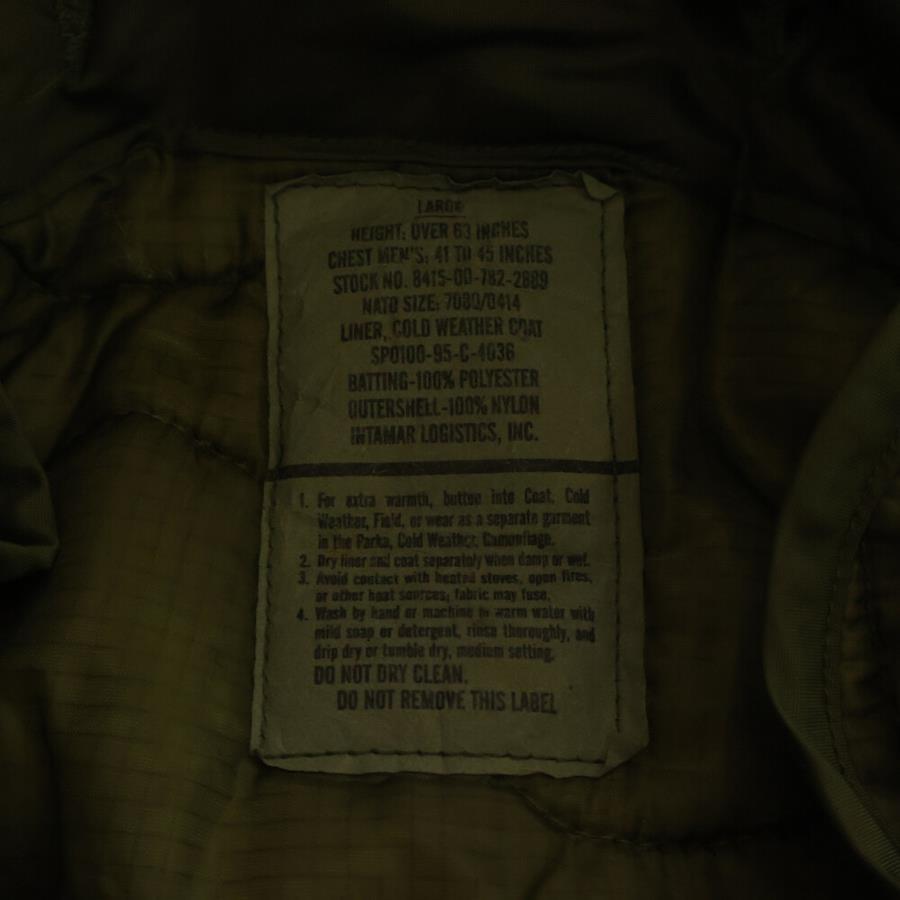 LARGE
HEIGHT: OVER 63 INCHES
CHEST MEN'S: 41 TO 45 INCHES
STOCK NO. 8415-00-782-2889
NATO SIZE: 7080/0414
LINER, COLD WEATHER COAT
SPO100-95-C-4036
BATTING-100% POLYESTER
OUTERSHELL-100% NYLON
INTAMAR LOGISTICS, INC.
1. For extra warmth, button into Coat, Cold
Weather, Field, or wear as a separate garment
in the Parka, Cold Weather, Camouflage.
2. Dry liner and coat separately when damp or wet.
3. Avoid contact with heated stoves, open fires,
or other heat sources; fabric may fuse.
4. Wash by hand or machine in warm water with
mild soap or detergent, rinse thoroughly, and
drip dry or tumble dry, medium setting.
DO NOT DRY CLEAN.
DO NOT REMOVE THIS LABEL